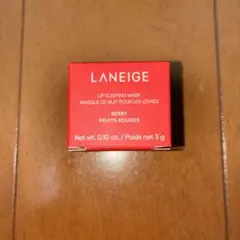 LANEIGE
LIP SLEEPING MASK
MASQUE DE NUIT POUR LES LÈVRES
BERRY
FRUITS ROUGES
Net wt. 0.10 oz. / Poids net 3 g